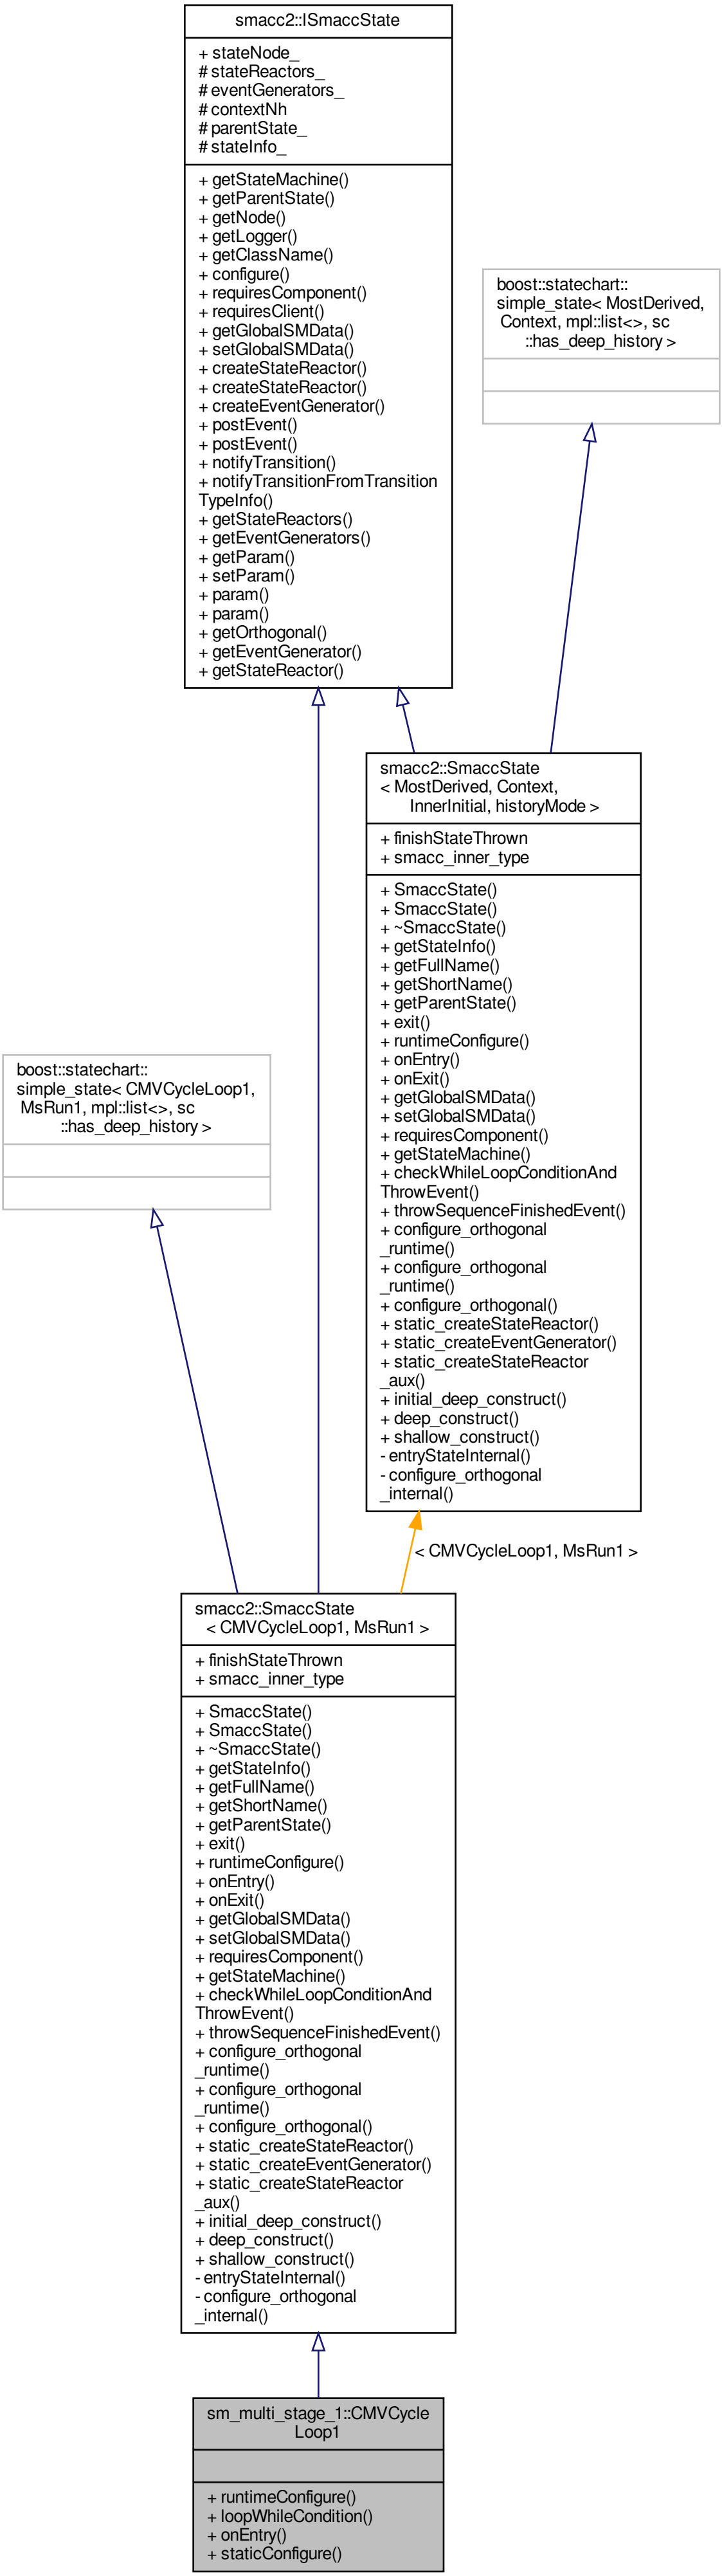 smacc2::ISmaccState
+ stateNode_
# stateReactors_
# eventGenerators_
# contextNh
# parentState_
# stateInfo_
+ getStateMachine()
+ getParentState()
+ getNode()
+ getLogger()
+ getClassName()
+ configure()
+ requiresComponent()
+ requiresClient()
+ getGlobalSMData()
+ setGlobalSMData()
+ createStateReactor()
+ createStateReactor()
+ createEventGenerator()
+ postEvent()
+ postEvent()
+ notifyTransition()
+ notifyTransitionFromTransition
TypeInfo()
+ getStateReactors()
+ getEventGenerators()
+ getParam()
+ setParam()
+ param()
+ param()
+ getOrthogonal()
+ getEventGenerator()
+ getStateReactor()
boost::statechart::
simple_state< MostDerived,
Context, mpl::list<>, sc
::has_deep_history >
smacc2::SmaccState
< MostDerived, Context,
InnerInitial, historyMode >
+ finishStateThrown
+ smacc_inner_type
+ SmaccState()
+ SmaccState()
+ ~SmaccState()
+ getStateInfo()
+ getFullName()
+ getShortName()
+ getParentState()
+ exit()
+ runtimeConfigure()
+ onEntry()
+ onExit()
+ getGlobalSMData()
+ setGlobalSMData()
+ requiresComponent()
+ getStateMachine()
+ checkWhileLoopConditionAnd
ThrowEvent()
+ throwSequenceFinishedEvent()
+ configure_orthogonal
_runtime()
+ configure_orthogonal
_runtime()
+ configure_orthogonal()
+ static_createStateReactor()
+ static_createEventGenerator()
+ static_createStateReactor
_aux()
+ initial_deep_construct()
+ deep_construct()
+ shallow_construct()
- entryStateInternal()
- configure_orthogonal
_internal()
boost::statechart::
simple_state< CMVCycleLoop1,
MsRun1, mpl::list<>, sc
::has_deep_history >
< CMVCycleLoop1, MsRun1 >
smacc2::SmaccState
< CMVCycleLoop1, MsRun1 >
+ finishStateThrown
+ smacc_inner_type
+ SmaccState()
+ SmaccState()
+ ~SmaccState()
+ getStateInfo()
+ getFullName()
+ getShortName()
+ getParentState()
+ exit()
+ runtimeConfigure()
+ onEntry()
+ onExit()
+ getGlobalSMData()
+ setGlobalSMData()
+ requiresComponent()
+ getStateMachine()
+ checkWhileLoopConditionAnd
ThrowEvent()
+ throwSequenceFinishedEvent()
+ configure_orthogonal
_runtime()
+ configure_orthogonal
_runtime()
+ configure_orthogonal()
+ static_createStateReactor()
+ static_createEventGenerator()
+ static_createStateReactor
_aux()
+ initial_deep_construct()
+ deep_construct()
+ shallow_construct()
- entryStateInternal()
- configure_orthogonal
_internal()
sm_multi_stage_1::CMVCycle
Loop1
+ runtimeConfigure()
+ loopWhileCondition()
+ onEntry()
+ staticConfigure()